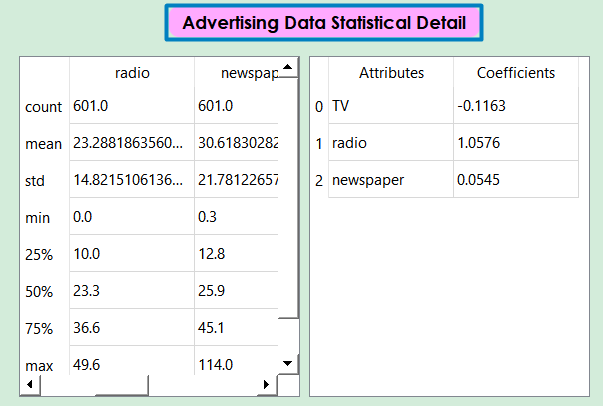 Advertising Data Statistical Detail
radio newspap
count 601.0 601.0
mean 23.2881863560... 30.61830282
std 14.8215106136... 21.78122657
min 0.0 0.3
25% 10.0 12.8
50% 23.3 25.9
75% 36.6 45.1
max 49.6 114.0
Attributes Coefficients
0 TV -0.1163
1 radio 1.0576
2 newspaper 0.0545